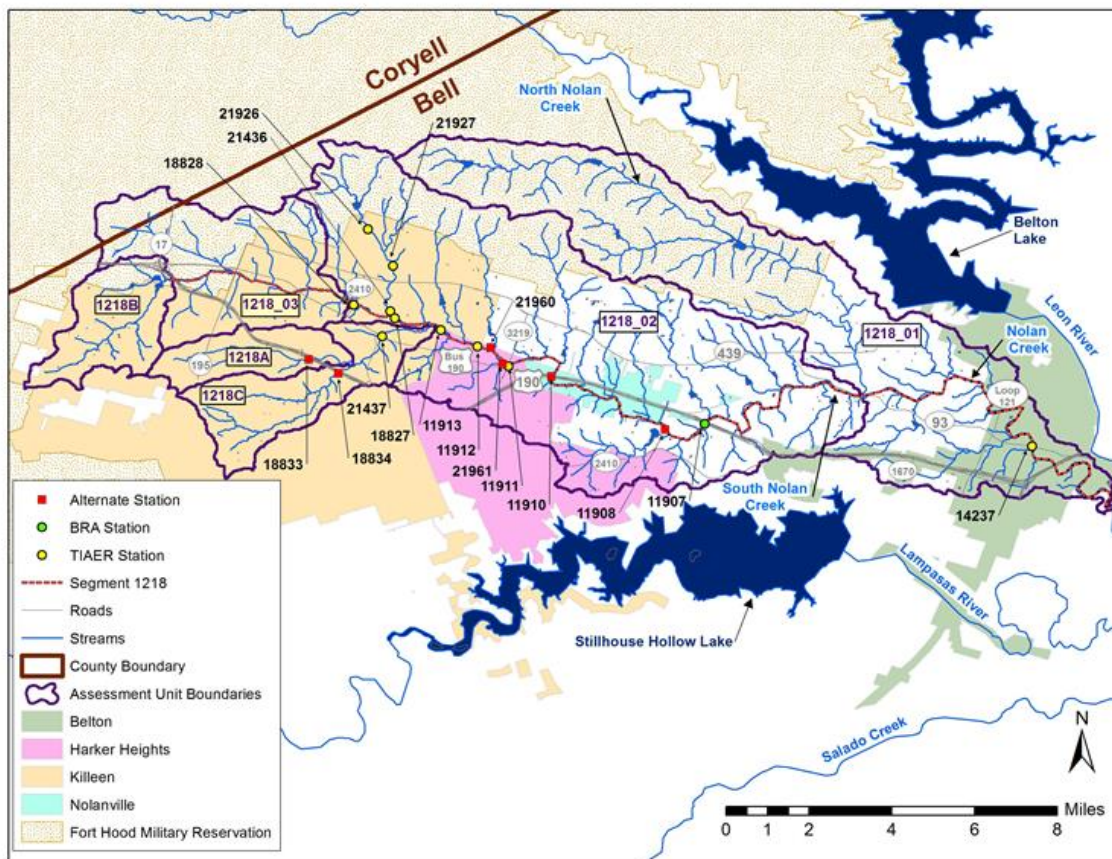 Coryell
Bell
North Nolan
Creek
21926
21436
21927
18828
Belton
Lake
17
2410
21960
1218B
1218_03
3219
1218_02
1218_01
Leon River
Nolan
Creek
439
1218A
Bus
190
195
190
Loop
121
1218C
93
21437
11913
18827
11912
2410
1670
18833
18834
21961
11911
11910
11908
11907
South Nolan
Creek
14237
Lampasas
River
Stillhouse Hollow Lake
Salado Creek
Alternate Station
BRA Station
TIAER Station
Segment 1218
Roads
Streams
County Boundary
Assessment Unit Boundaries
Belton
Harker Heights
Killeen
Nolanville
Fort Hood Military Reservation
N
Miles
0 1 2 4 6 8